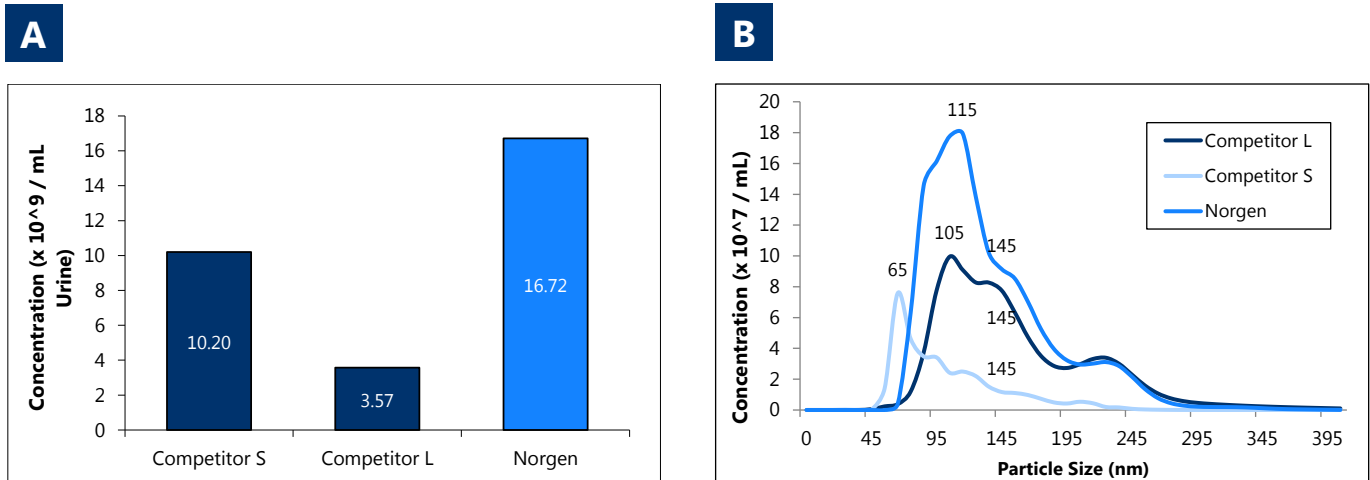 A
Concentration (x 10^9 / mL
Urine)
18
16
14
12
10
8
6
4
2
0
10.20
3.57
16.72
Competitor S
Competitor L
Norgen
B
Concentration (x 10^7 / mL)
20
18
16
14
12
10
8
6
4
2
0
115
105
145
65
145
145
Competitor L
Competitor S
Norgen
0 45 95 145 195 245 295 345 395
Particle Size (nm)